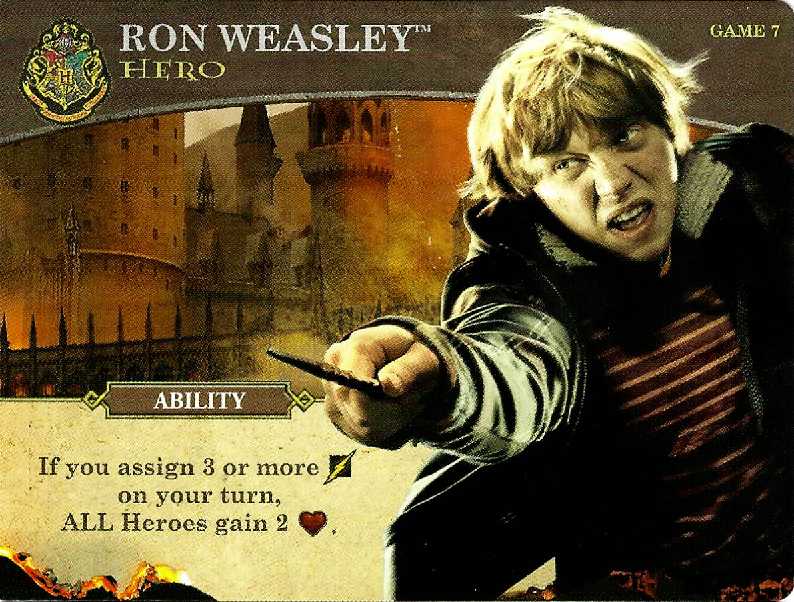 RON WEASLEY™
HERO
GAME 7
ABILITY
If you assign 3 or more
on your turn,
ALL Heroes gain 2 .